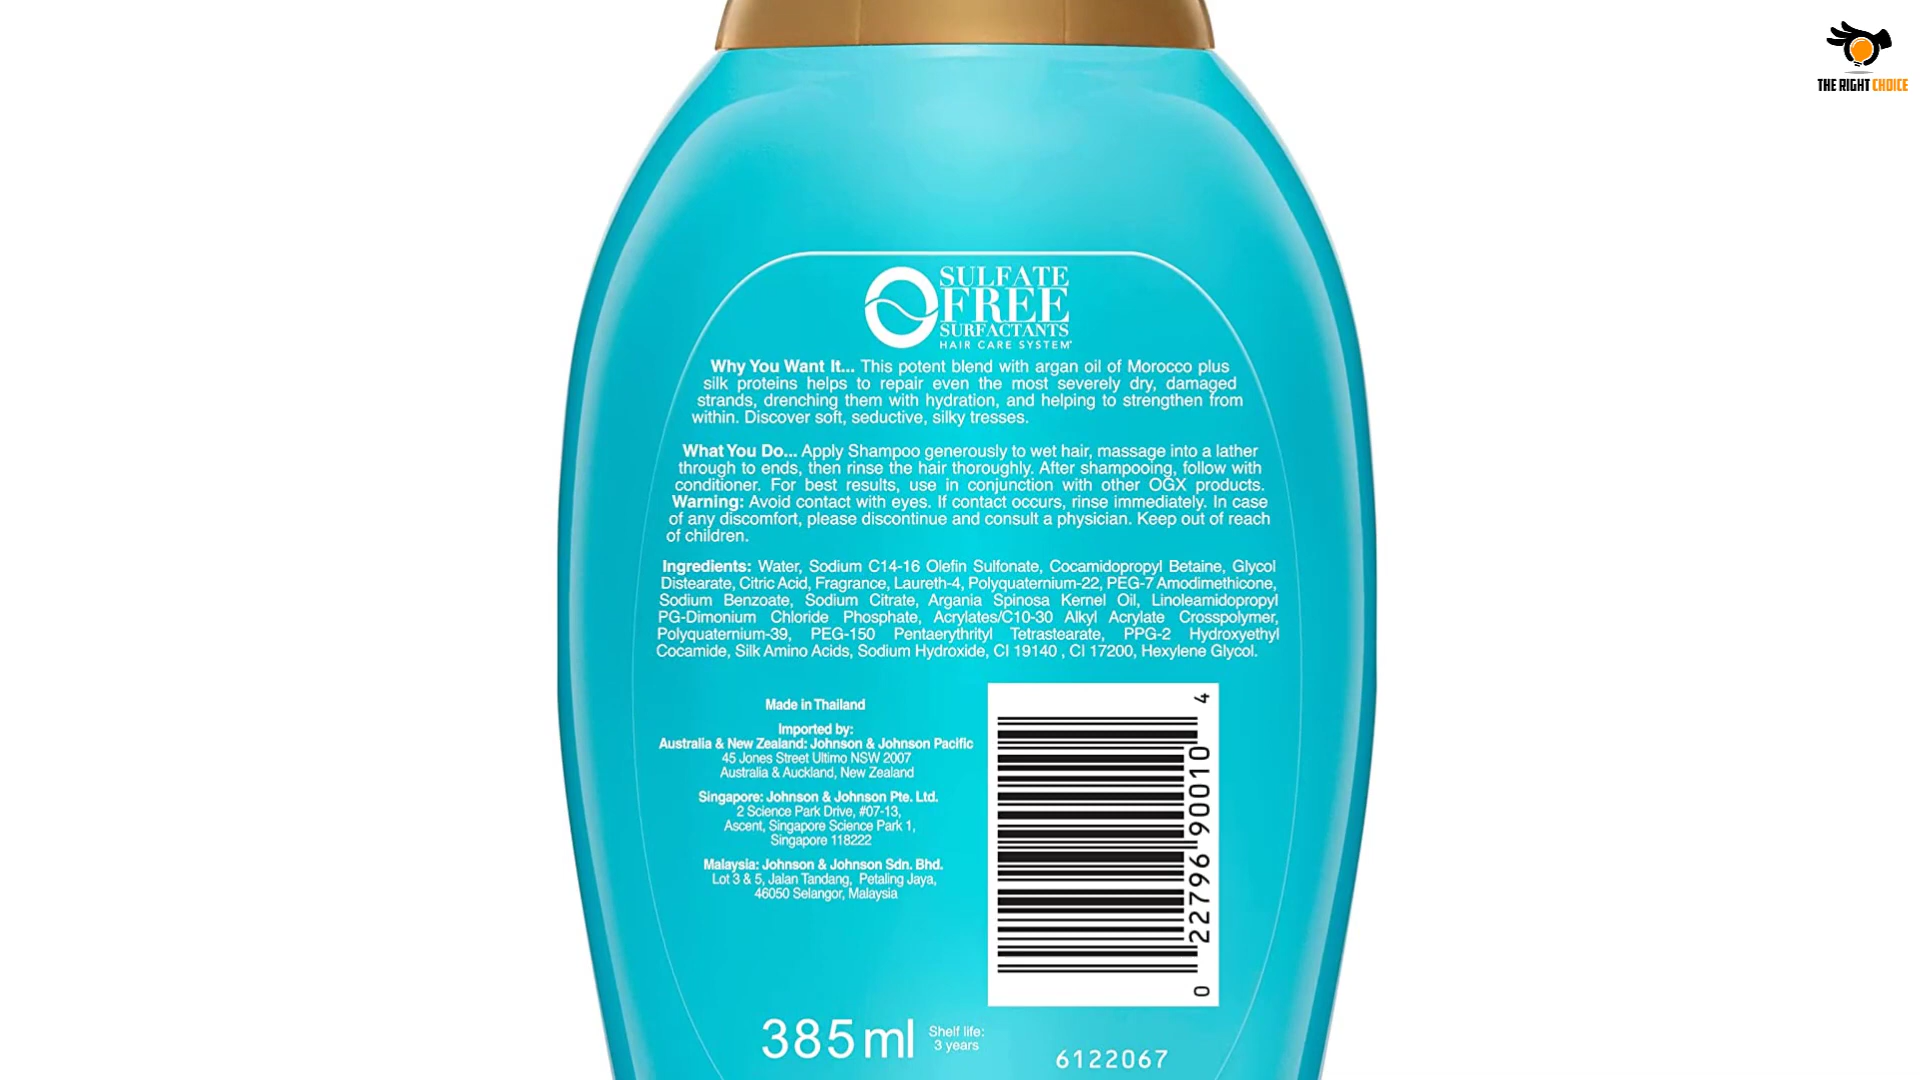 THE RIGHT CHOICE
SULFATE
FREE
SURFACTANTS
HAIR CARE SYSTEM
Why You Want It... This potent blend with argan oil of Morocco plus
silk proteins helps to repair even the most severely dry, damaged
strands, drenching them with hydration, and helping to strengthen from
within. Discover soft, seductive, silky tresses.
What You Do... Apply Shampoo generously to wet hair, massage into a lather
through to ends, then rinse the hair thoroughly. After shampooing, follow with
conditioner. For best results, use in conjunction with other OGX products.
Warning: Avoid contact with eyes. If contact occurs, rinse immediately. In case
of any discomfort, please discontinue and consult a physician. Keep out of reach
of children.
Ingredients: Water, Sodium C14-16 Olefin Sulfonate, Cocamidopropyl Betaine, Glycol
Distearate, Citric Acid, Fragrance, Laureth-4, Polyquaternium-22, PEG-7 Amodimethicone,
Sodium Benzoate, Sodium Citrate, Argania Spinosa Kernel Oil, Linoleamidopropyl
PG-Dimonium Chloride Phosphate, Acrylates/C10-30 Alkyl Acrylate Crosspolymer,
Polyquaternium-39, PEG-150 Pentaerythrityl Tetrastearate, PPG-2 Hydroxyethyl
Cocamide, Silk Amino Acids, Sodium Hydroxide, CI 19140 , CI 17200, Hexylene Glycol.
Made in Thailand
Imported by:
Australia & New Zealand: Johnson & Johnson Pacific
45 Jones Street Ultimo NSW 2007
Australia & Auckland, New Zealand
Singapore: Johnson & Johnson Pte. Ltd.
2 Science Park Drive, #07-13,
Ascent, Singapore Science Park 1,
Singapore 118222
Malaysia: Johnson & Johnson Sdn. Bhd.
Lot 3 & 5, Jalan Tandang, Petaling Jaya,
46050 Selangor, Malaysia
0 22796 90010 4
385 ml
Shelf life:
3 years
6122067